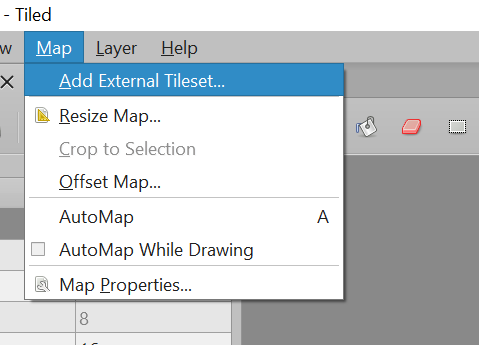 - Tiled
w Map Layer Help
Add External Tileset...
Resize Map...
Crop to Selection
Offset Map...
AutoMap A
AutoMap While Drawing
Map Properties...
8